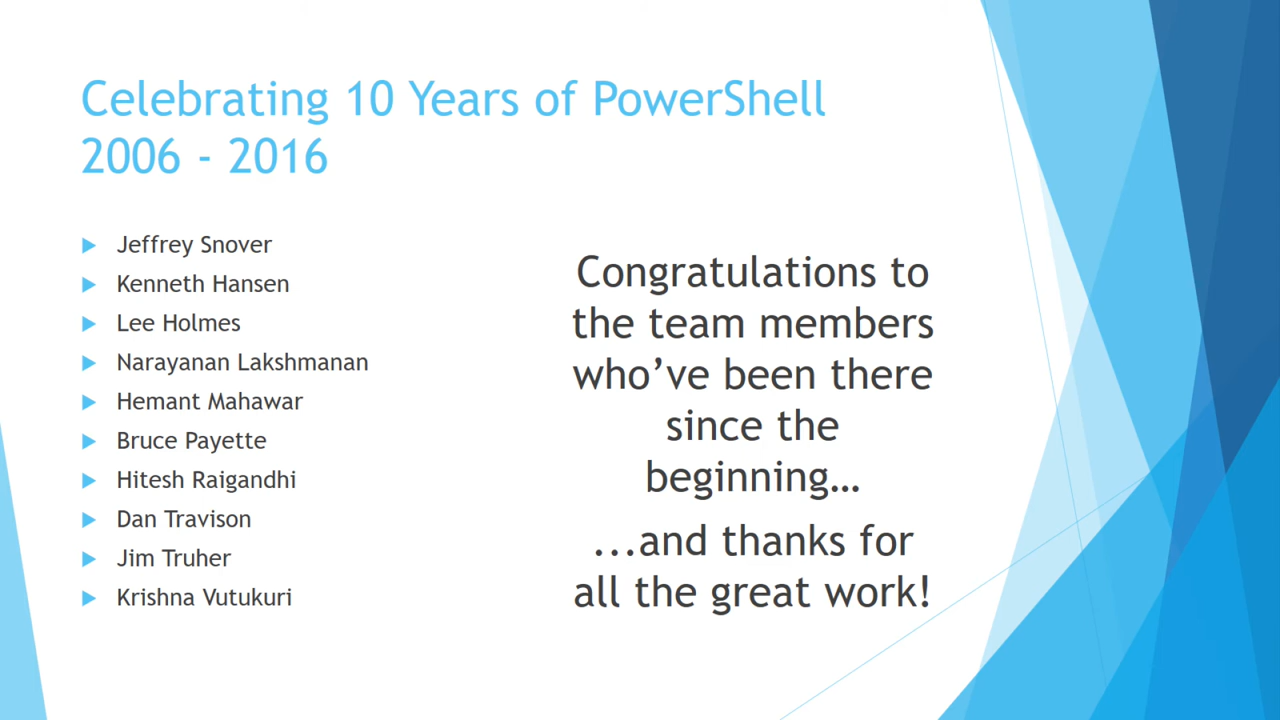 Celebrating 10 Years of PowerShell
2006 - 2016
Jeffrey Snover
Kenneth Hansen
Lee Holmes
Narayanan Lakshmanan
Hemant Mahawar
Bruce Payette
Hitesh Raigandhi
Dan Travison
Jim Truher
Krishna Vutukuri
Congratulations to
the team members
who’ve been there
since the
beginning…
...and thanks for
all the great work!